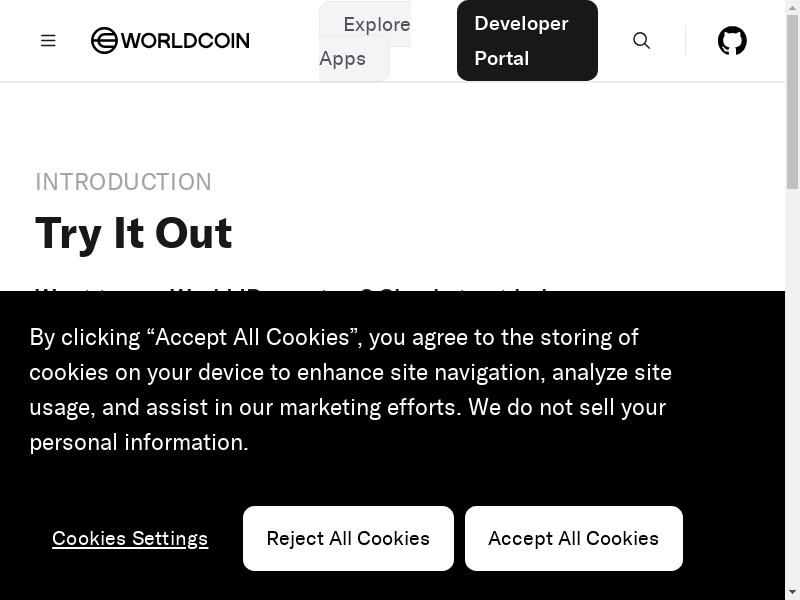 WORLDCOIN
Explore
Apps
Developer
Portal
INTRODUCTION
Try It Out
By clicking “Accept All Cookies”, you agree to the storing of
cookies on your device to enhance site navigation, analyze site
usage, and assist in our marketing efforts. We do not sell your
personal information.
Cookies Settings
Reject All Cookies
Accept All Cookies